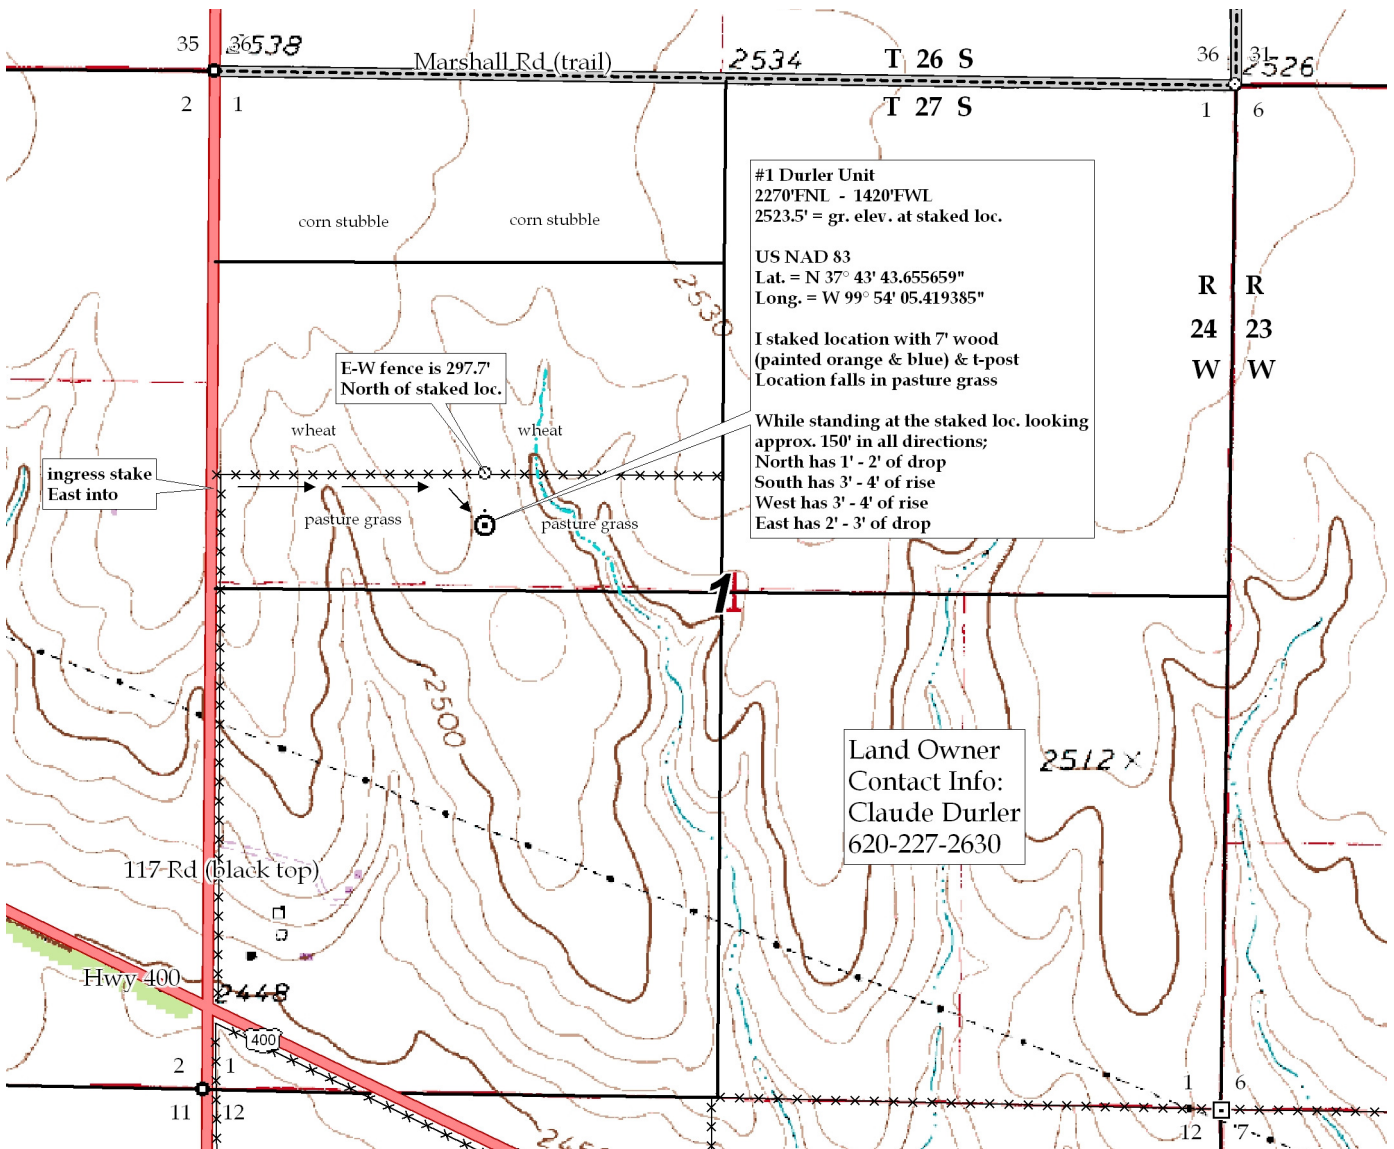 35
36
2538
Marshall Rd (trail)
2534
T 26 S
36
31
2526
2
1
T 27 S
1
6
#1 Durler Unit
2270'FNL - 1420'FWL
2523.5' = gr. elev. at staked loc.
US NAD 83
Lat. = N 37° 43' 43.655659"
Long. = W 99° 54' 05.419385"
I staked location with 7' wood
(painted orange & blue) & t-post
Location falls in pasture grass
While standing at the staked loc. looking
approx. 150' in all directions;
North has 1' - 2' of drop
South has 3' - 4' of rise
West has 3' - 4' of rise
East has 2' - 3' of drop
corn stubble
corn stubble
R R
24 23
W W
2530
E-W fence is 297.7'
North of staked loc.
wheat
wheat
ingress stake
East into
pasture grass
pasture grass
1
1
2500
Land Owner
Contact Info:
Claude Durler
620-227-2630
2512
117 Rd (black top)
Hwy 400
2448
400
2
1
1
6
11
12
12
7